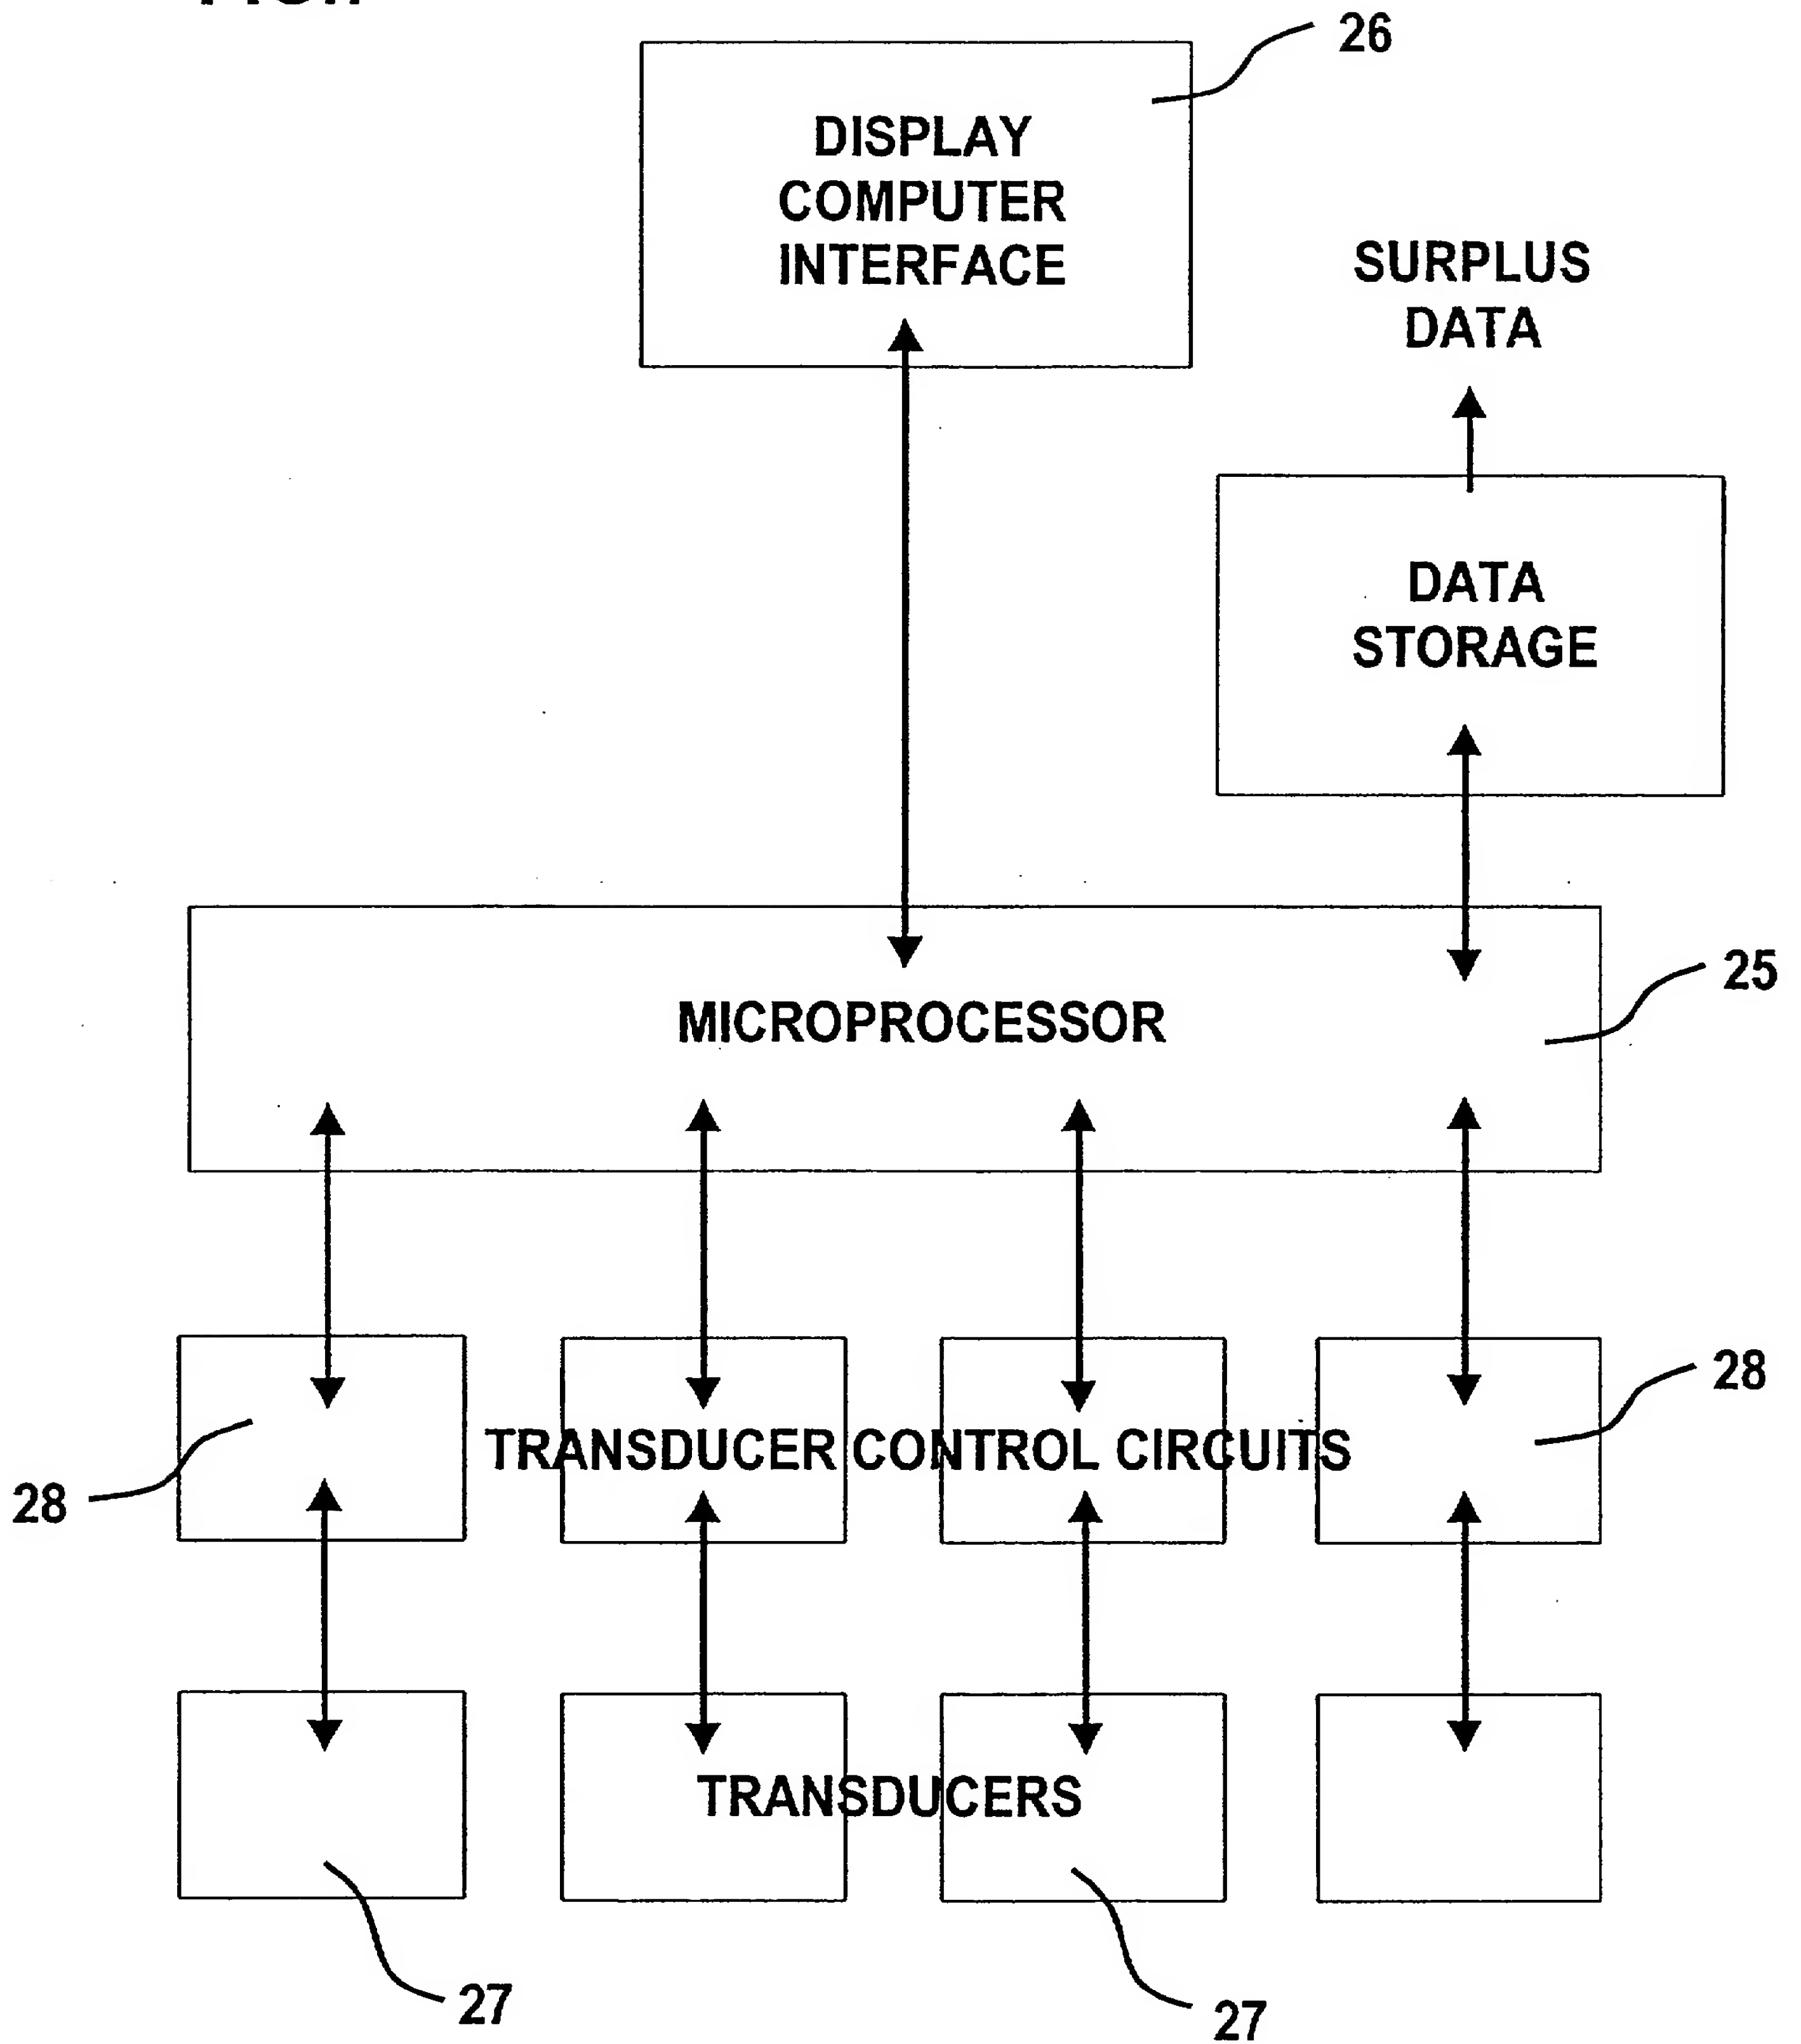 26
DISPLAY
COMPUTER
INTERFACE
SURPLUS
DATA
DATA
STORAGE
25
MICROPROCESSOR
28
TRANSDUCER CONTROL CIRCUITS
28
TRANSDUCERS
27
27